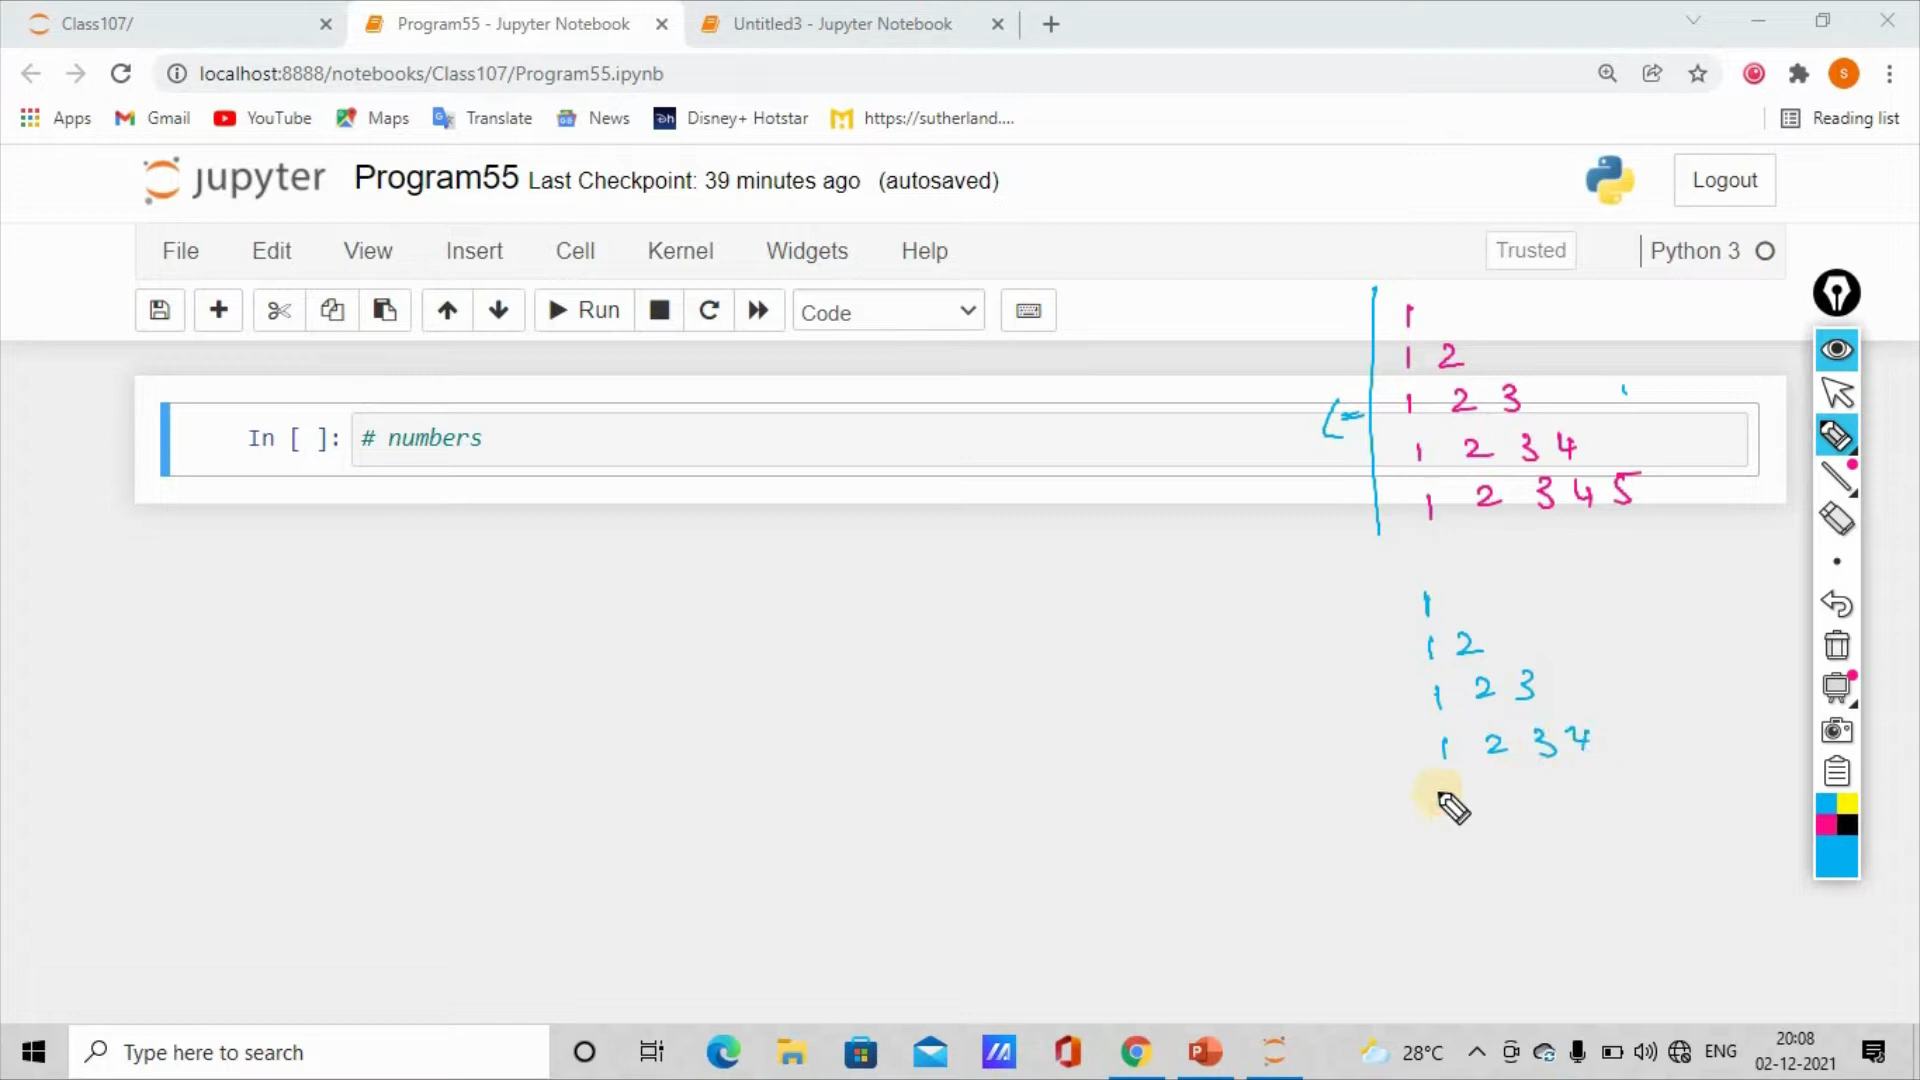 Class107/
Program55 - Jupyter Notebook
Untitled3 - Jupyter Notebook
localhost:8888/notebooks/Class107/Program55.ipynb
S
Apps
Gmail
YouTube
Maps
Translate
News
Disney+ Hotstar
https://sutherland....
Reading list
jupyter Program55 Last Checkpoint: 39 minutes ago (autosaved)
Logout
File Edit View Insert Cell Kernel Widgets Help
Trusted
Python 3
Run
Code
1
1 2
1 2 3
1 2 3 4
1 2 3 4 5
In [ ]: # numbers
1
1 2
1 2 3
1 2 3 4
Type here to search
28°C
ENG
20:08
02-12-2021